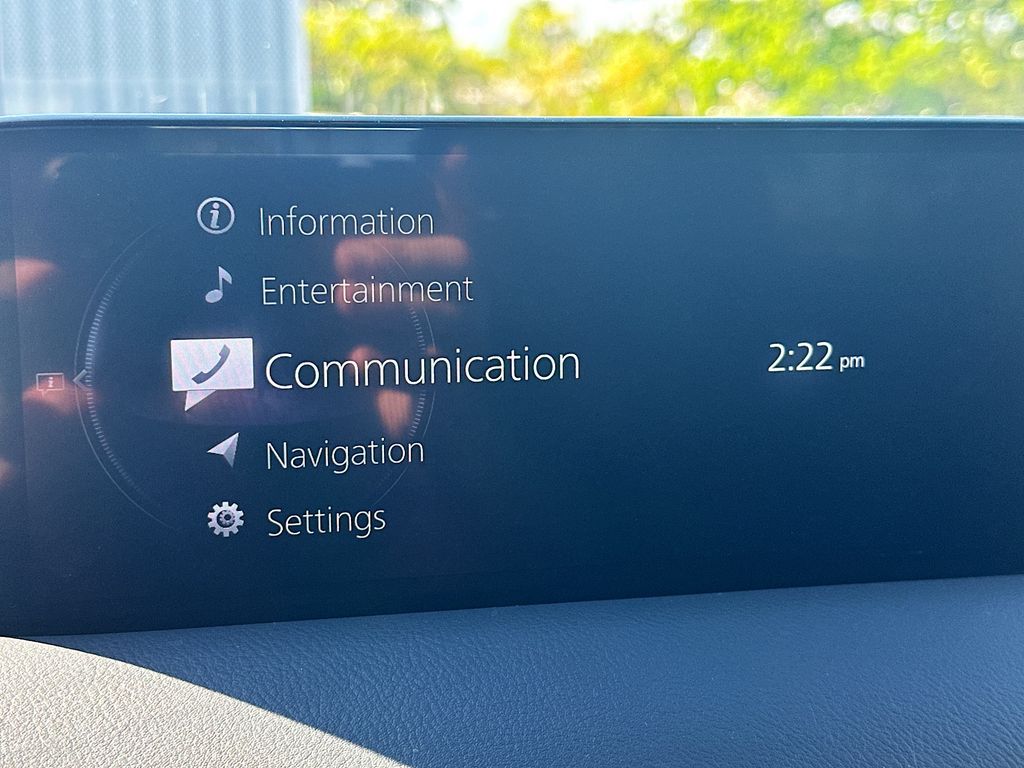 Information
Entertainment
Communication
2:22 pm
Navigation
Settings